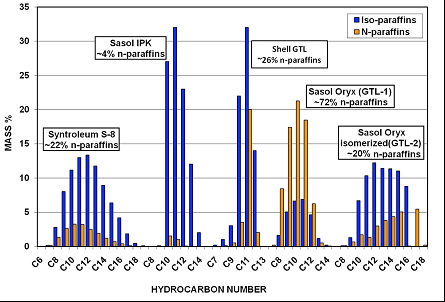 35
30
25
20
15
10
5
0
MASS %
Iso-paraffins
N-paraffins
Sasol IPK
~4% n-paraffins
Shell GTL
~26% n-paraffins
Sasol Oryx (GTL-1)
~72% n-paraffins
Syntroleum S-8
~22% n-paraffins
Sasol Oryx
Isomerized(GTL-2)
~20% n-paraffins
C6 C8 C10 C12 C14 C16 C18 C8 C10 C12 C14 C7 C9 C11 C13 C8 C10 C12 C14 C8 C10 C12 C14 C16 C18
HYDROCARBON NUMBER